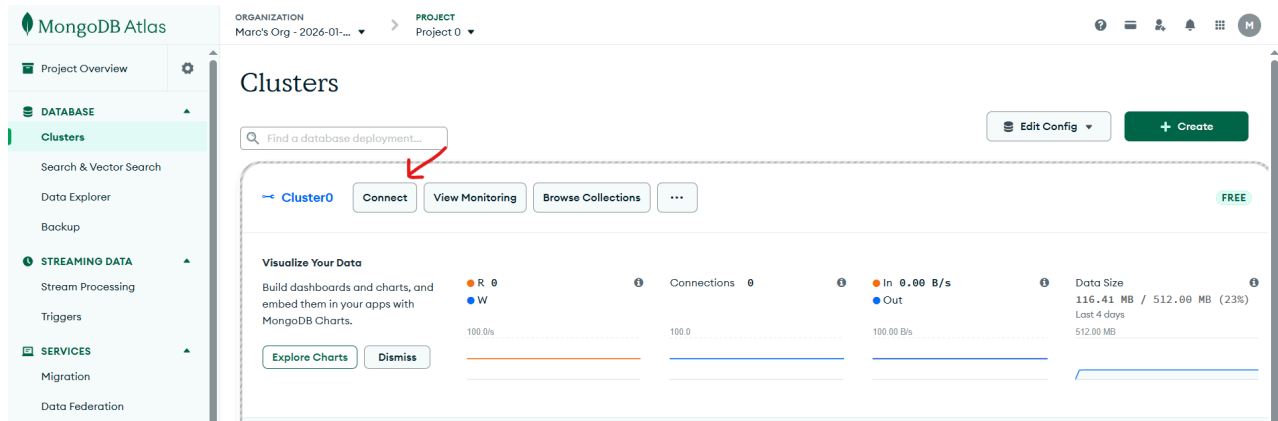 MongoDB Atlas
ORGANIZATION
Marc's Org - 2026-01-...
PROJECT
Project 0
M
Project Overview
DATABASE
Clusters
Search & Vector Search
Data Explorer
Backup
STREAMING DATA
Stream Processing
Triggers
SERVICES
Migration
Data Federation
Clusters
Find a database deployment...
Edit Config
+ Create
Cluster0
Connect
View Monitoring
Browse Collections
...
FREE
Visualize Your Data
Build dashboards and charts, and
embed them in your apps with
MongoDB Charts.
Explore Charts
Dismiss
R 0
W
100.0/s
Connections 0
100.0
In 0.00 B/s
Out
100.00 B/s
Data Size
116.41 MB / 512.00 MB (23%)
Last 4 days
512.00 MB